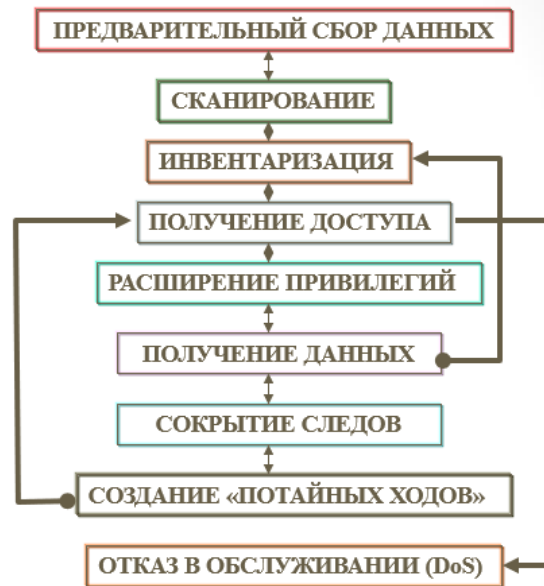 ПРЕДВАРИТЕЛЬНЫЙ СБОР ДАННЫХ
СКАНИРОВАНИЕ
ИНВЕНТАРИЗАЦИЯ
ПОЛУЧЕНИЕ ДОСТУПА
РАСШИРЕНИЕ ПРИВИЛЕГИЙ
ПОЛУЧЕНИЕ ДАННЫХ
СОКРЫТИЕ СЛЕДОВ
СОЗДАНИЕ «ПОТАЙНЫХ ХОДОВ»
ОТКАЗ В ОБСЛУЖИВАНИИ (DoS)